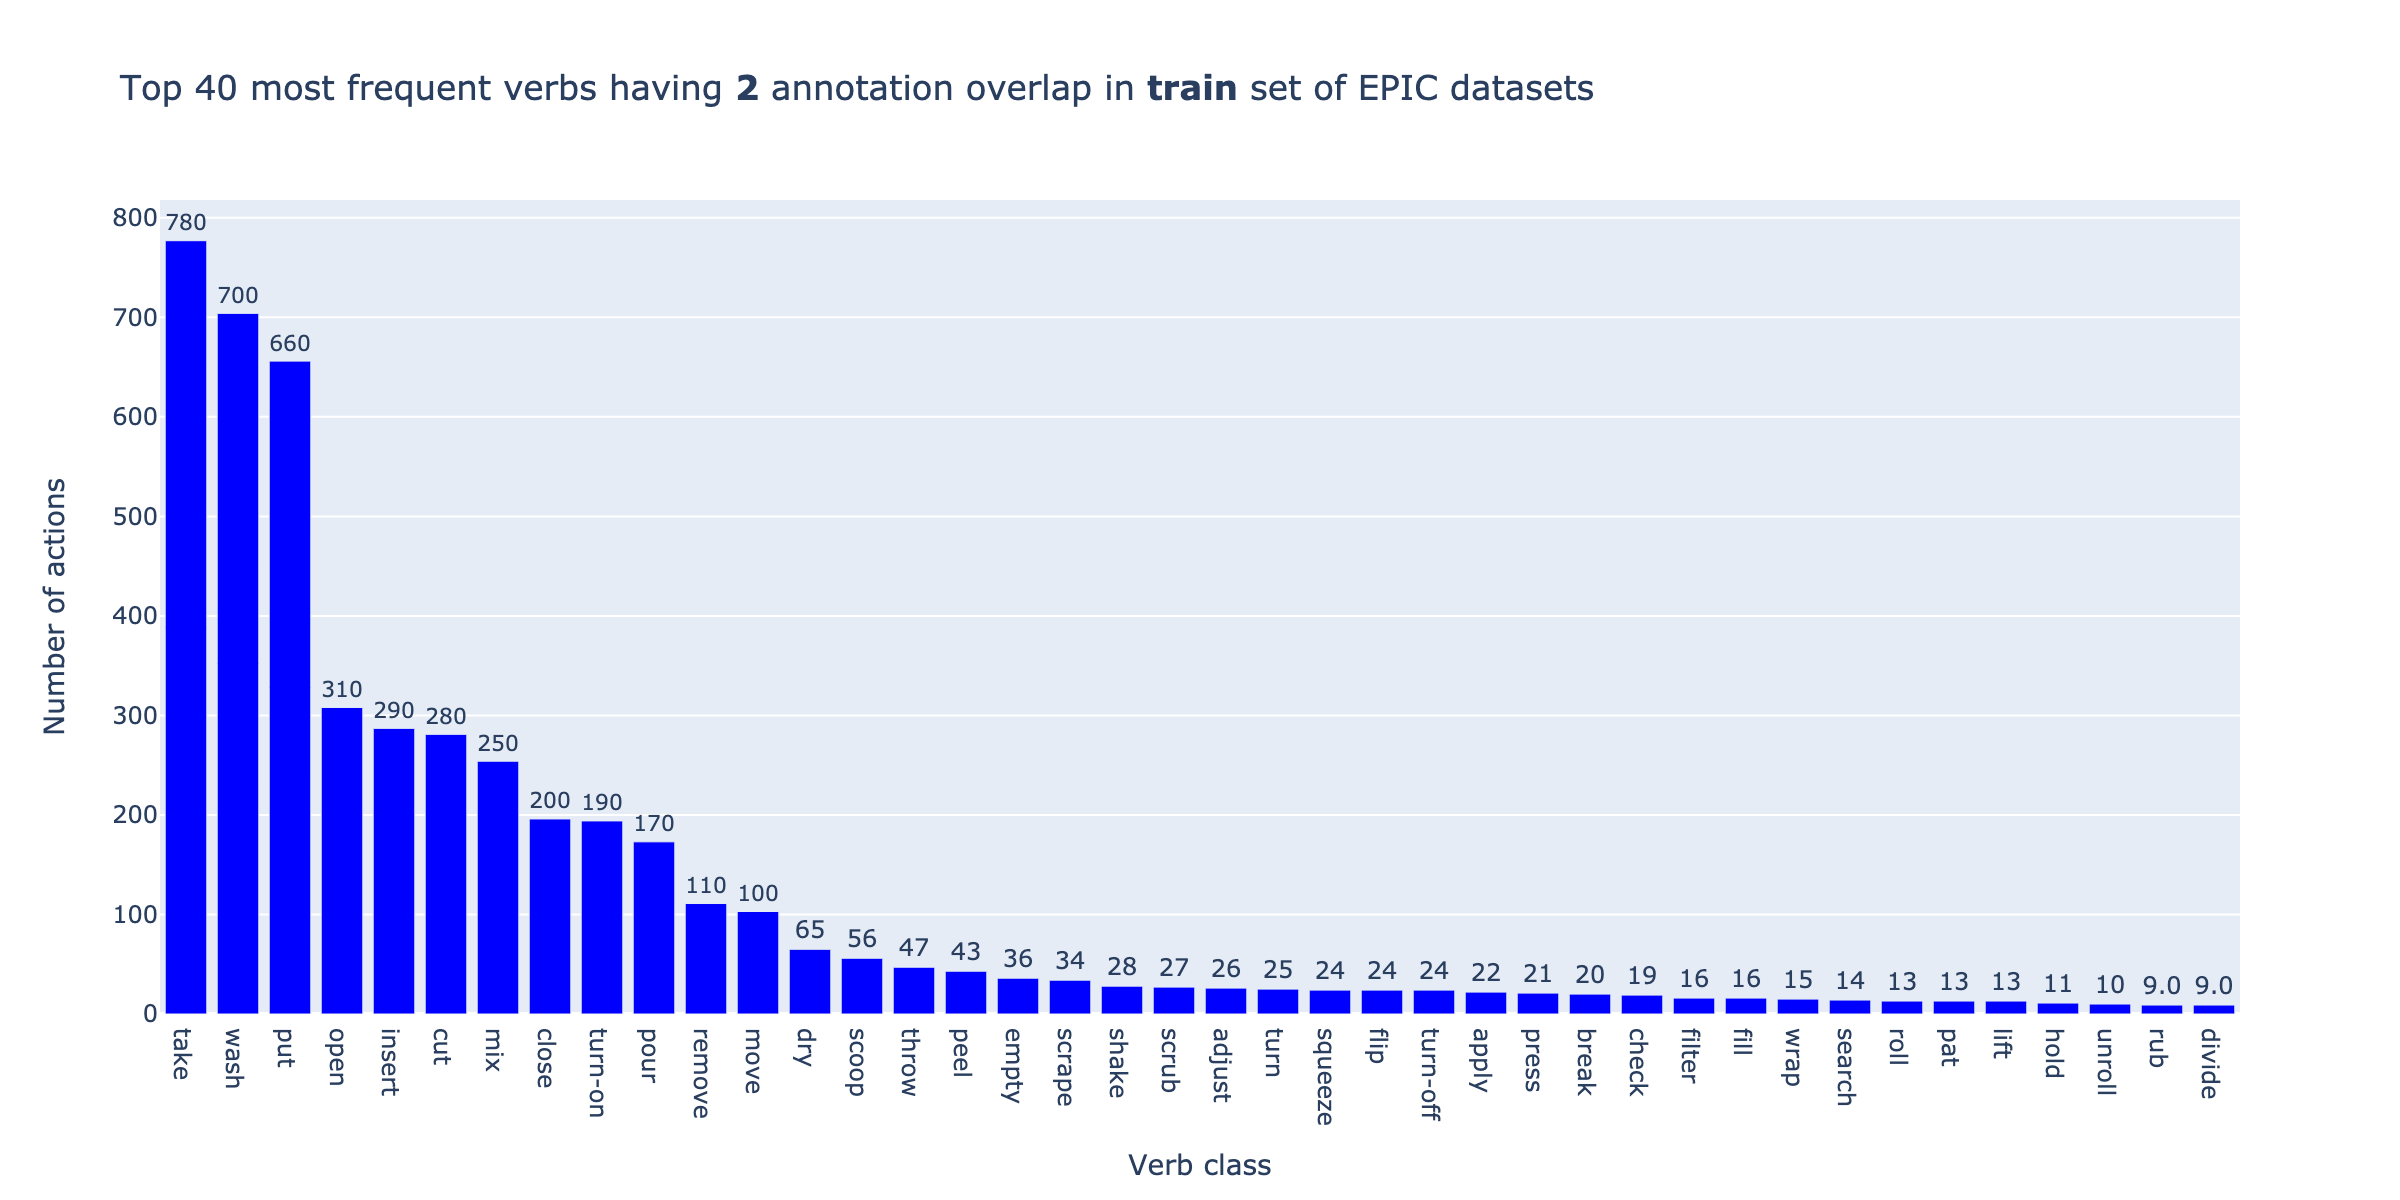 Top 40 most frequent verbs having 2 annotation overlap in train set of EPIC datasets
Number of actions
800
700
600
500
400
300
200
100
0
780 700 660 310 290 280 250 200 190 170 110 100 65 56 47 43 36 34 28 27 26 25 24 24 24 22 21 20 19 16 16 15 14 13 13 13 11 10 9.0 9.0
take wash put open insert cut mix close turn-on pour remove move dry scoop throw peel empty scrape shake scrub adjust turn squeeze flip turn-off apply press break check filter fill wrap search roll pat lift hold unroll rub divide
Verb class